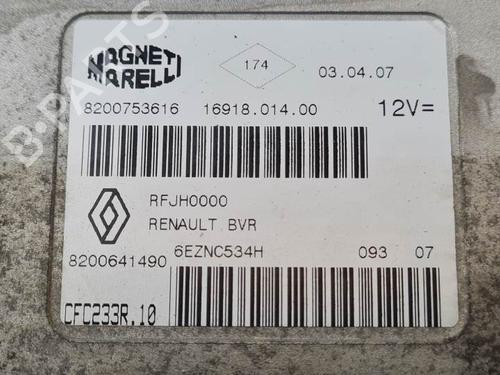 MAGNETI
MARELLI
174
03.04.07
8200753616 16918.014.00 12V=
RFJH0000
RENAULT BVR
8200641490 6EZNC534H 093 07
CFC233R.10
B-PARTS